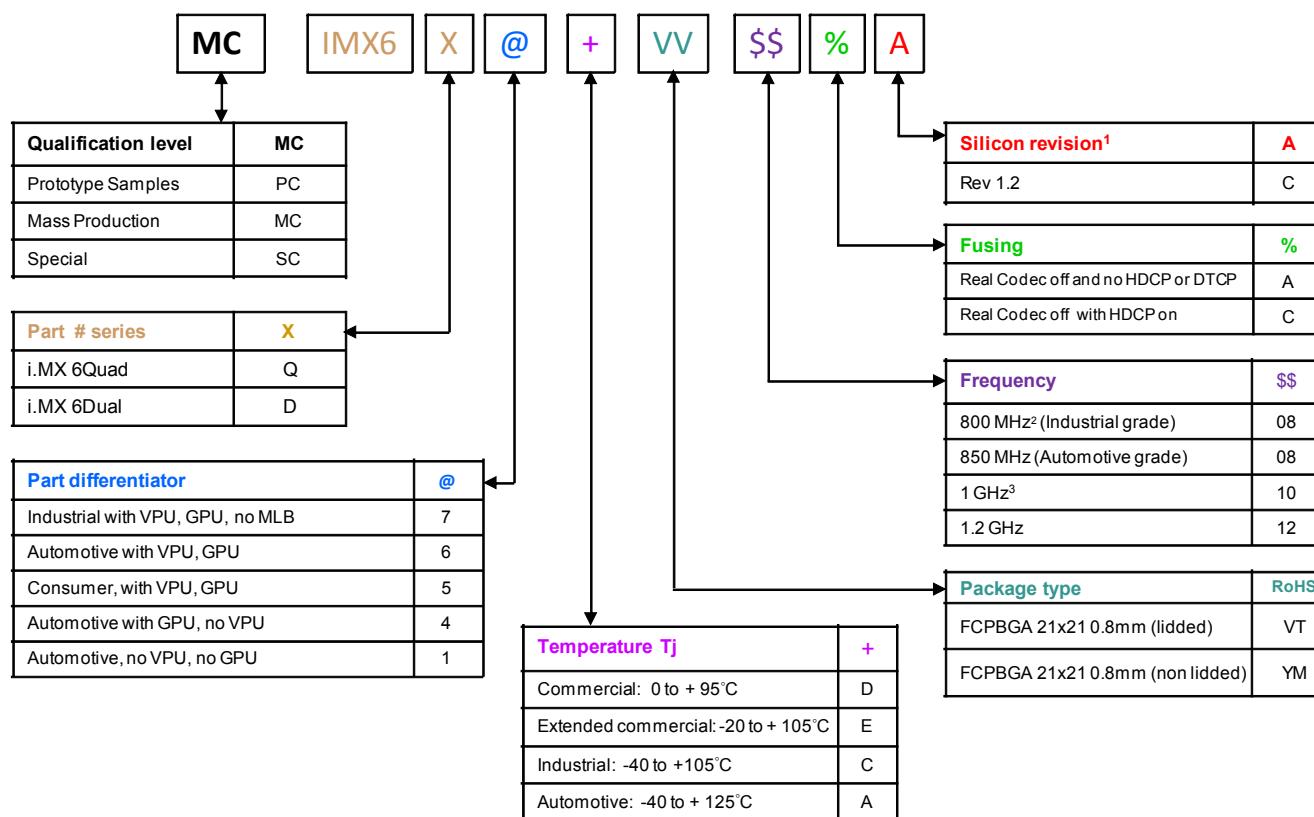 MC IMX6 X @ + VV $$ % A
Qualification level MC
Prototype Samples PC
Mass Production MC
Special SC
Part # series X
i.MX 6Quad Q
i.MX 6Dual D
Part differentiator @
Industrial with VPU, GPU, no MLB 7
Automotive with VPU, GPU 6
Consumer, with VPU, GPU 5
Automotive with GPU, no VPU 4
Automotive, no VPU, no GPU 1
Temperature Tj +
Commercial: 0 to + 95°C D
Extended commercial: -20 to + 105°C E
Industrial: -40 to +105°C C
Automotive: -40 to + 125°C A
Silicon revision¹ A
Rev 1.2 C
Fusing %
Real Codec off and no HDCP or DTCP A
Real Codec off with HDCP on C
Frequency $$
800 MHz² (Industrial grade) 08
850 MHz (Automotive grade) 08
1 GHz³ 10
1.2 GHz 12
Package type RoHS
FCPBGA 21x21 0.8mm (lidded) VT
FCPBGA 21x21 0.8mm (non lidded) YM